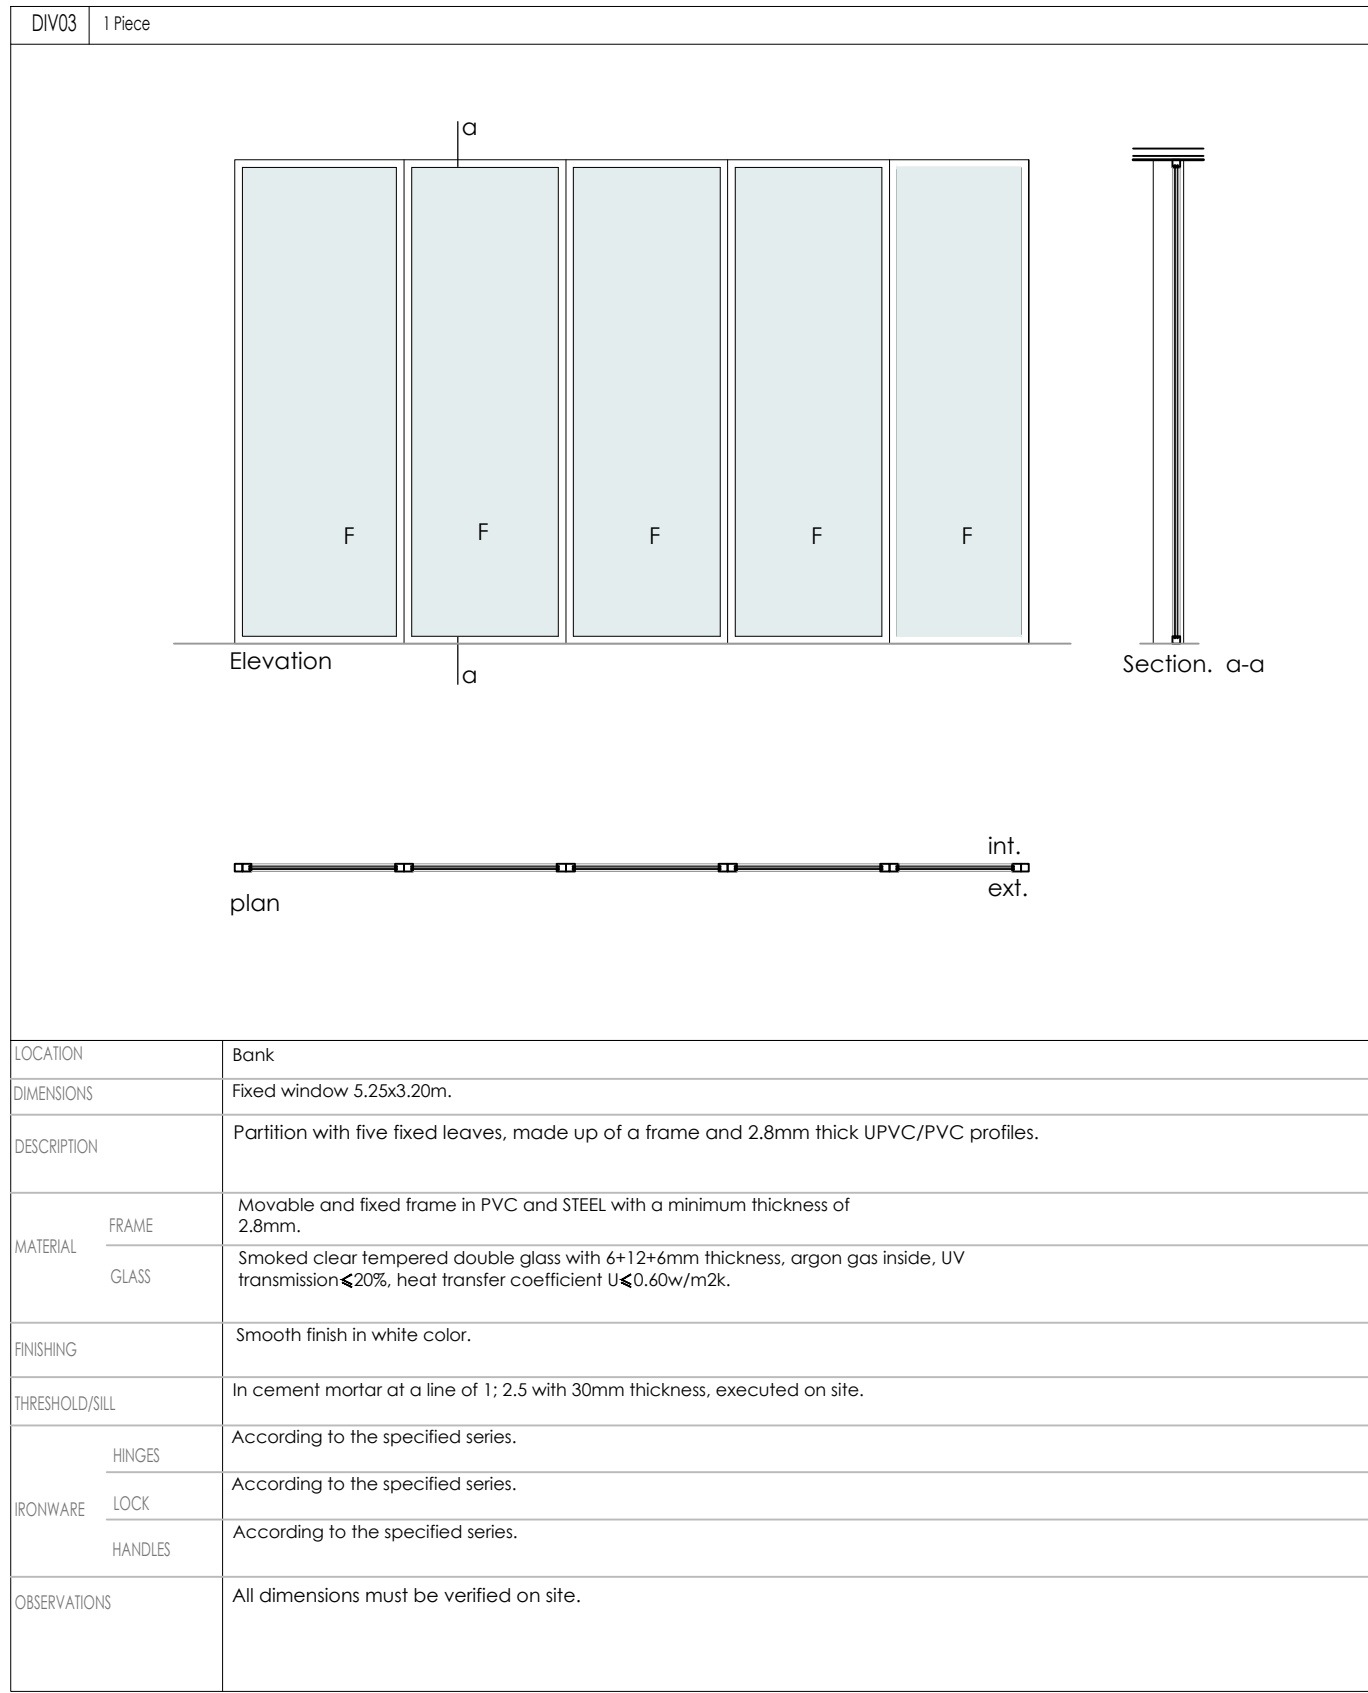 DIV03 1 Piece
a
F F F F F
Elevation
a
Section. a-a
int.
ext.
plan
LOCATION Bank
DIMENSIONS Fixed window 5.25x3.20m.
DESCRIPTION Partition with five fixed leaves, made up of a frame and 2.8mm thick UPVC/PVC profiles.
MATERIAL
FRAME Movable and fixed frame in PVC and STEEL with a minimum thickness of
2.8mm.
GLASS Smoked clear tempered double glass with 6+12+6mm thickness, argon gas inside, UV
transmission⩽20%, heat transfer coefficient U⩽0.60w/m2k.
FINISHING Smooth finish in white color.
THRESHOLD/SILL In cement mortar at a line of 1; 2.5 with 30mm thickness, executed on site.
IRONWARE
HINGES According to the specified series.
LOCK According to the specified series.
HANDLES According to the specified series.
OBSERVATIONS All dimensions must be verified on site.